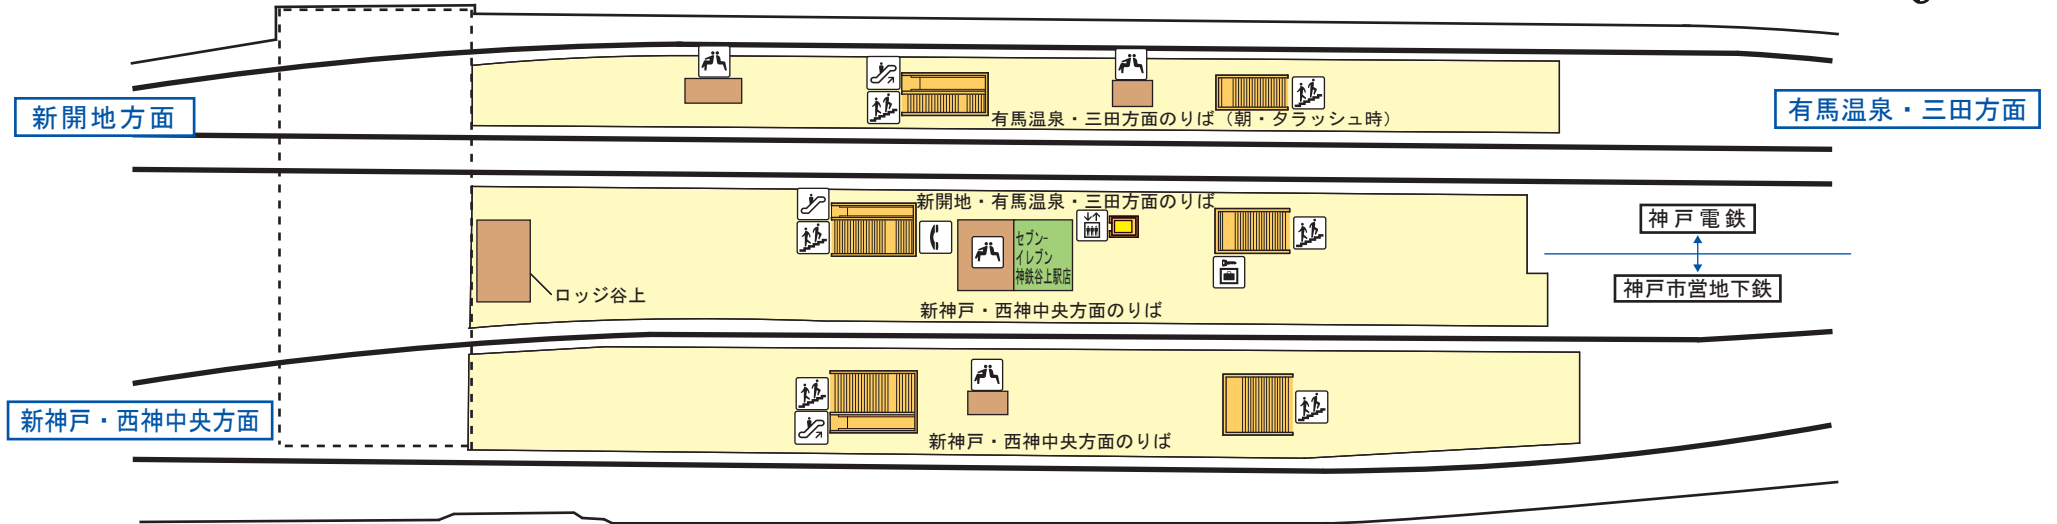 新開地方面
有馬温泉・三田方面
有馬温泉・三田方面のりば（朝・夕ラッシュ時）
新開地・有馬温泉・三田方面のりば
セブン-
イレブン
神鉄谷上駅店
ロッジ谷上
新神戸・西神中央方面のりば
神戸電鉄
神戸市営地下鉄
新神戸・西神中央方面
新神戸・西神中央方面のりば